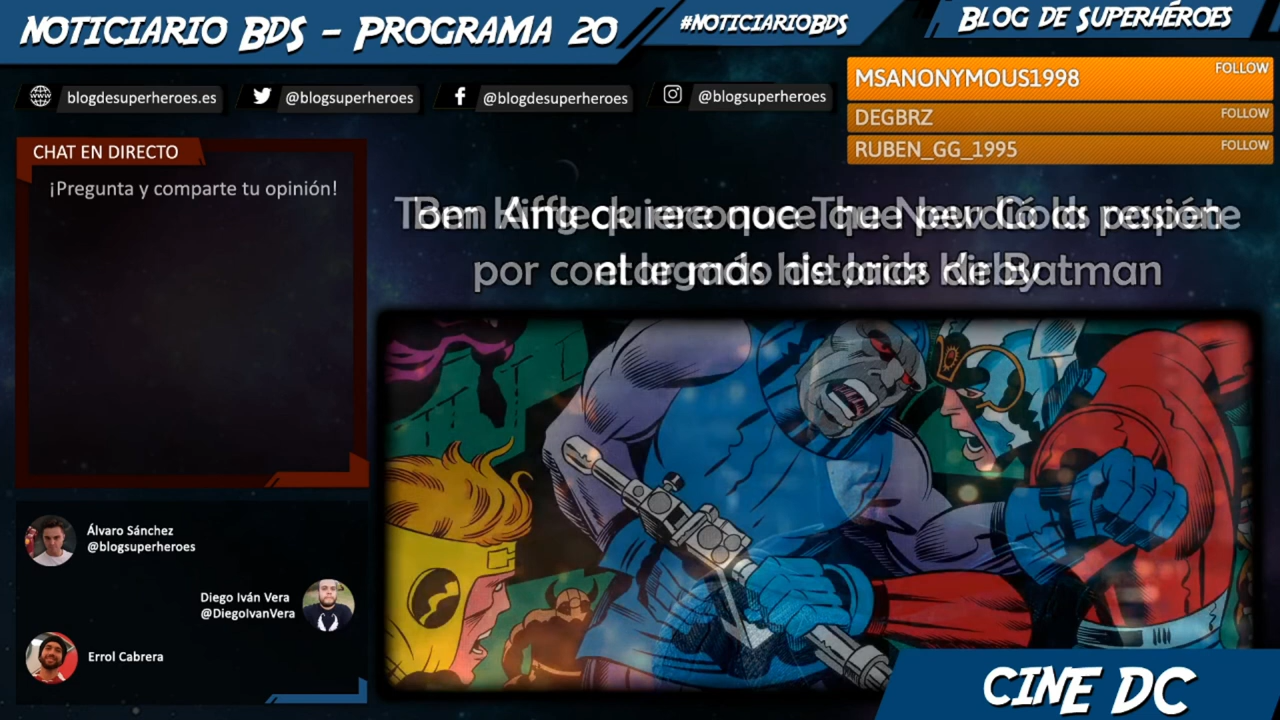 NOTICIARIO BDS - PROGRAMA 20
#NOTICIARIOBDS
BLOG DE SUPERHÉROES
blogdesuperheroes.es
@blogsuperheroes
@blogdesuperheroes
@blogsuperheroes
MSANONYMOUS1998
FOLLOW
DEGBRZ
FOLLOW
RUBEN_GG_1995
FOLLOW
CHAT EN DIRECTO
¡Pregunta y comparte tu opinión!
Álvaro Sánchez
@blogsuperheroes
Diego Iván Vera
@DiegoIvanVera
Errol Cabrera
CINE DC